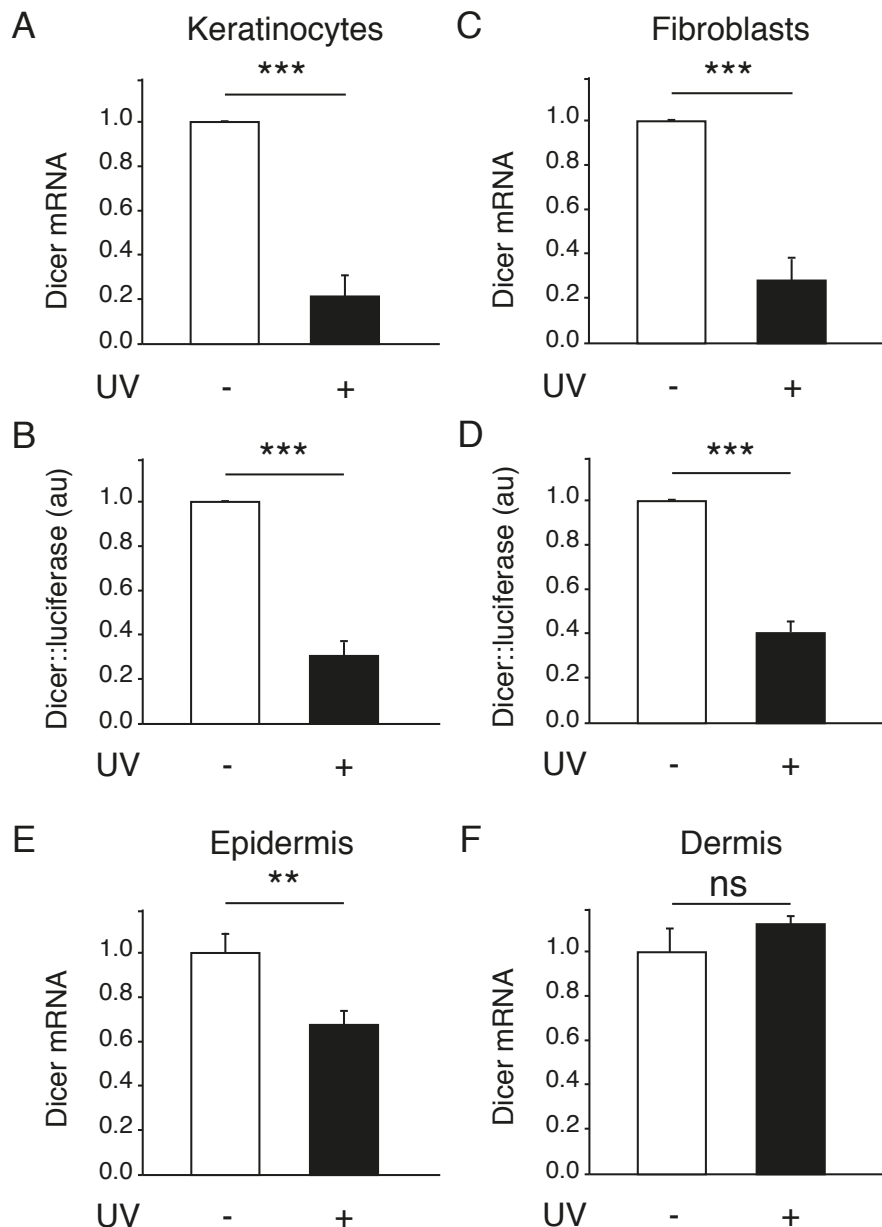 A Keratinocytes
***
Dicer mRNA
1.0
0.8
0.6
0.4
0.2
0.0
UV - +
C Fibroblasts
***
Dicer mRNA
1.0
0.8
0.6
0.4
0.2
0.0
UV - +
B
***
Dicer::luciferase (au)
1.0
0.8
0.6
0.4
0.2
0.0
UV - +
D
***
Dicer::luciferase (au)
1.0
0.8
0.6
0.4
0.2
0.0
UV - +
E Epidermis
**
Dicer mRNA
1.0
0.8
0.6
0.4
0.2
0.0
UV - +
F Dermis
ns
Dicer mRNA
1.0
0.8
0.6
0.4
0.2
0.0
UV - +